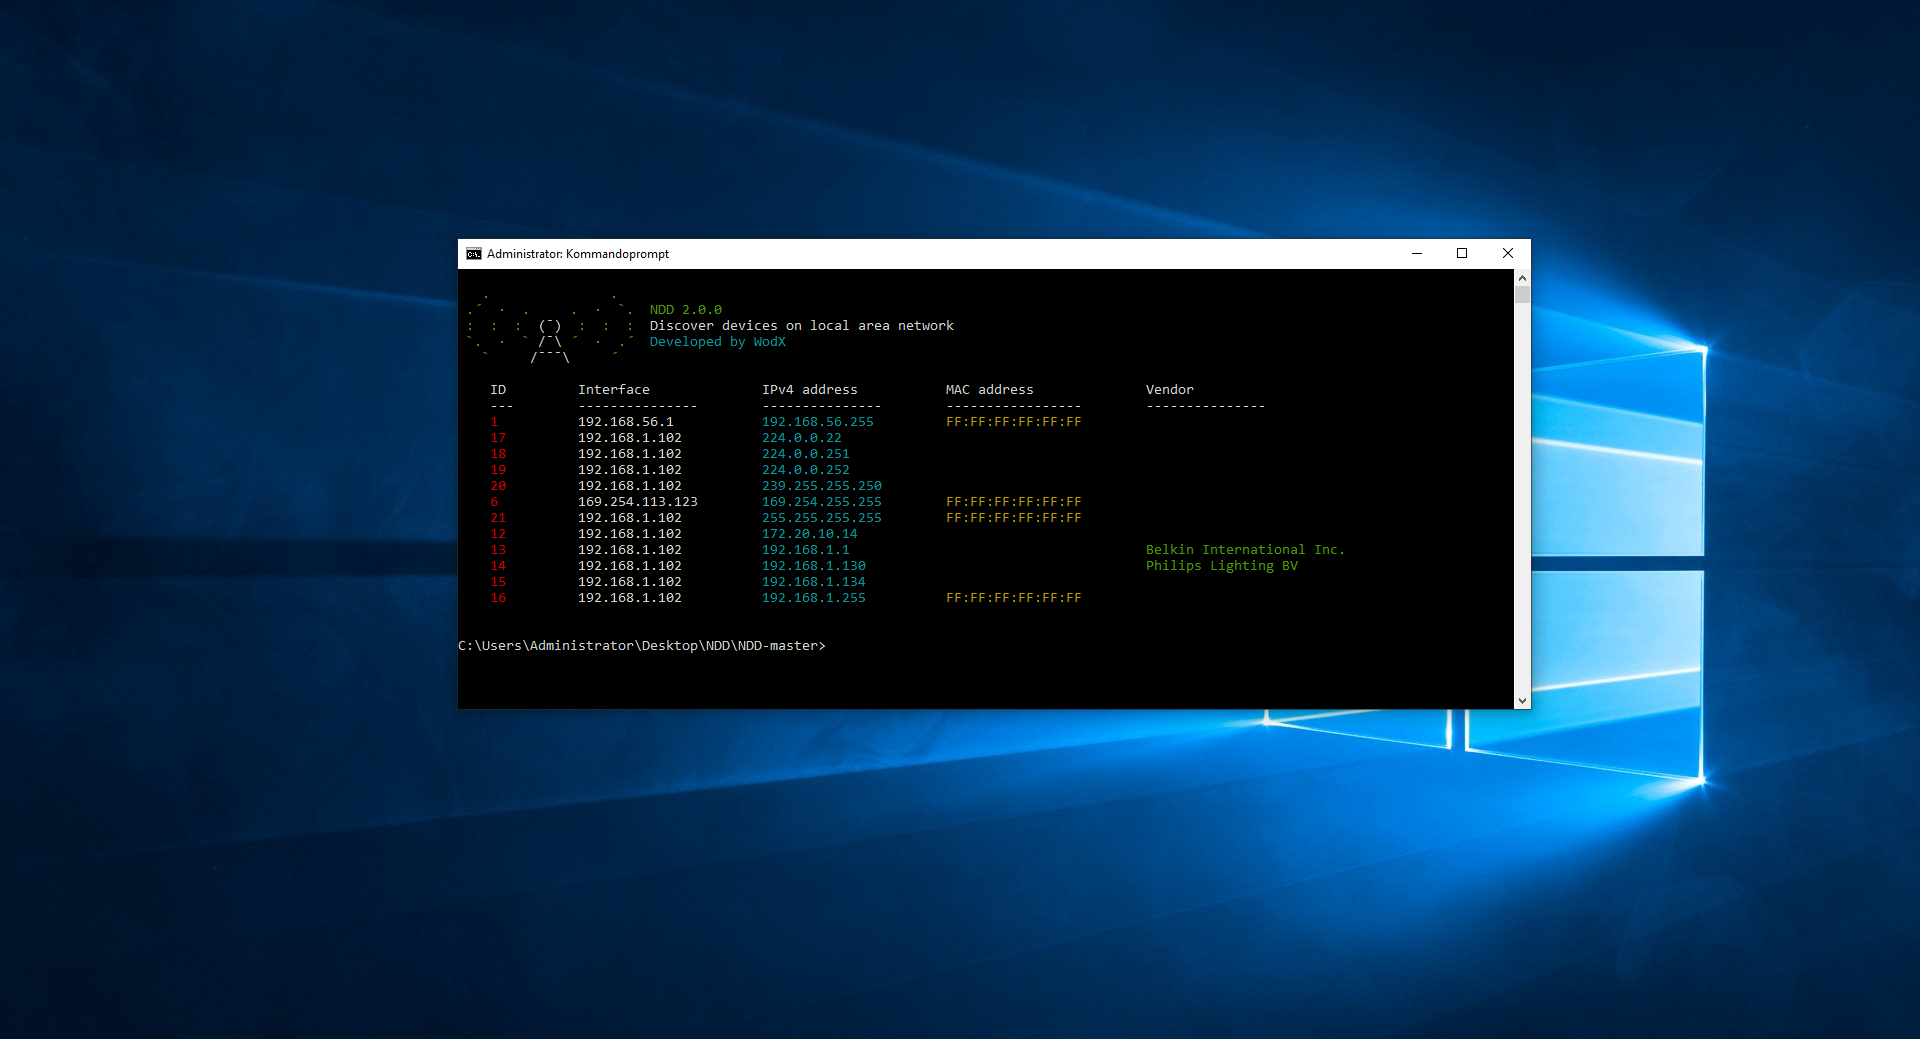 Administrator: Kommandoprompt
NDD 2.0.0
Discover devices on local area network
Developed by WodX
ID Interface IPv4 address MAC address Vendor
--- --------------- --------------- ----------------- ---------------
1 192.168.56.1 192.168.56.255 FF:FF:FF:FF:FF:FF
17 192.168.1.102 224.0.0.22
18 192.168.1.102 224.0.0.251
19 192.168.1.102 224.0.0.252
20 192.168.1.102 239.255.255.250
6 169.254.113.123 169.254.255.255 FF:FF:FF:FF:FF:FF
21 192.168.1.102 255.255.255.255 FF:FF:FF:FF:FF:FF
12 192.168.1.102 172.20.10.14
13 192.168.1.102 192.168.1.1 Belkin International Inc.
14 192.168.1.102 192.168.1.130 Philips Lighting BV
15 192.168.1.102 192.168.1.134
16 192.168.1.102 192.168.1.255 FF:FF:FF:FF:FF:FF
C:\Users\Administrator\Desktop\NDD\NDD-master>